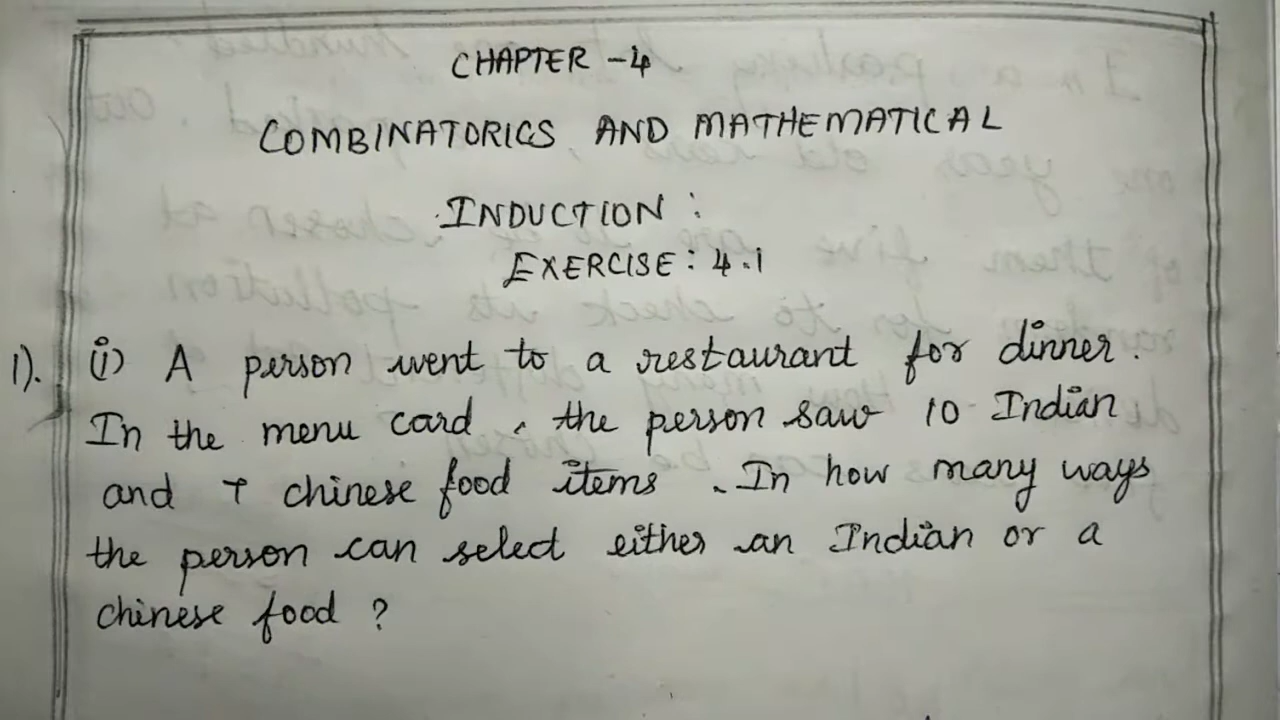 CHAPTER - 4
COMBINATORICS AND MATHEMATICAL
INDUCTION :
EXERCISE : 4.1
1). (i) A person went to a restaurant for dinner.
In the menu card, the person saw 10 Indian
and 7 chinese food items. In how many ways
the person can select either an Indian or a
chinese food ?